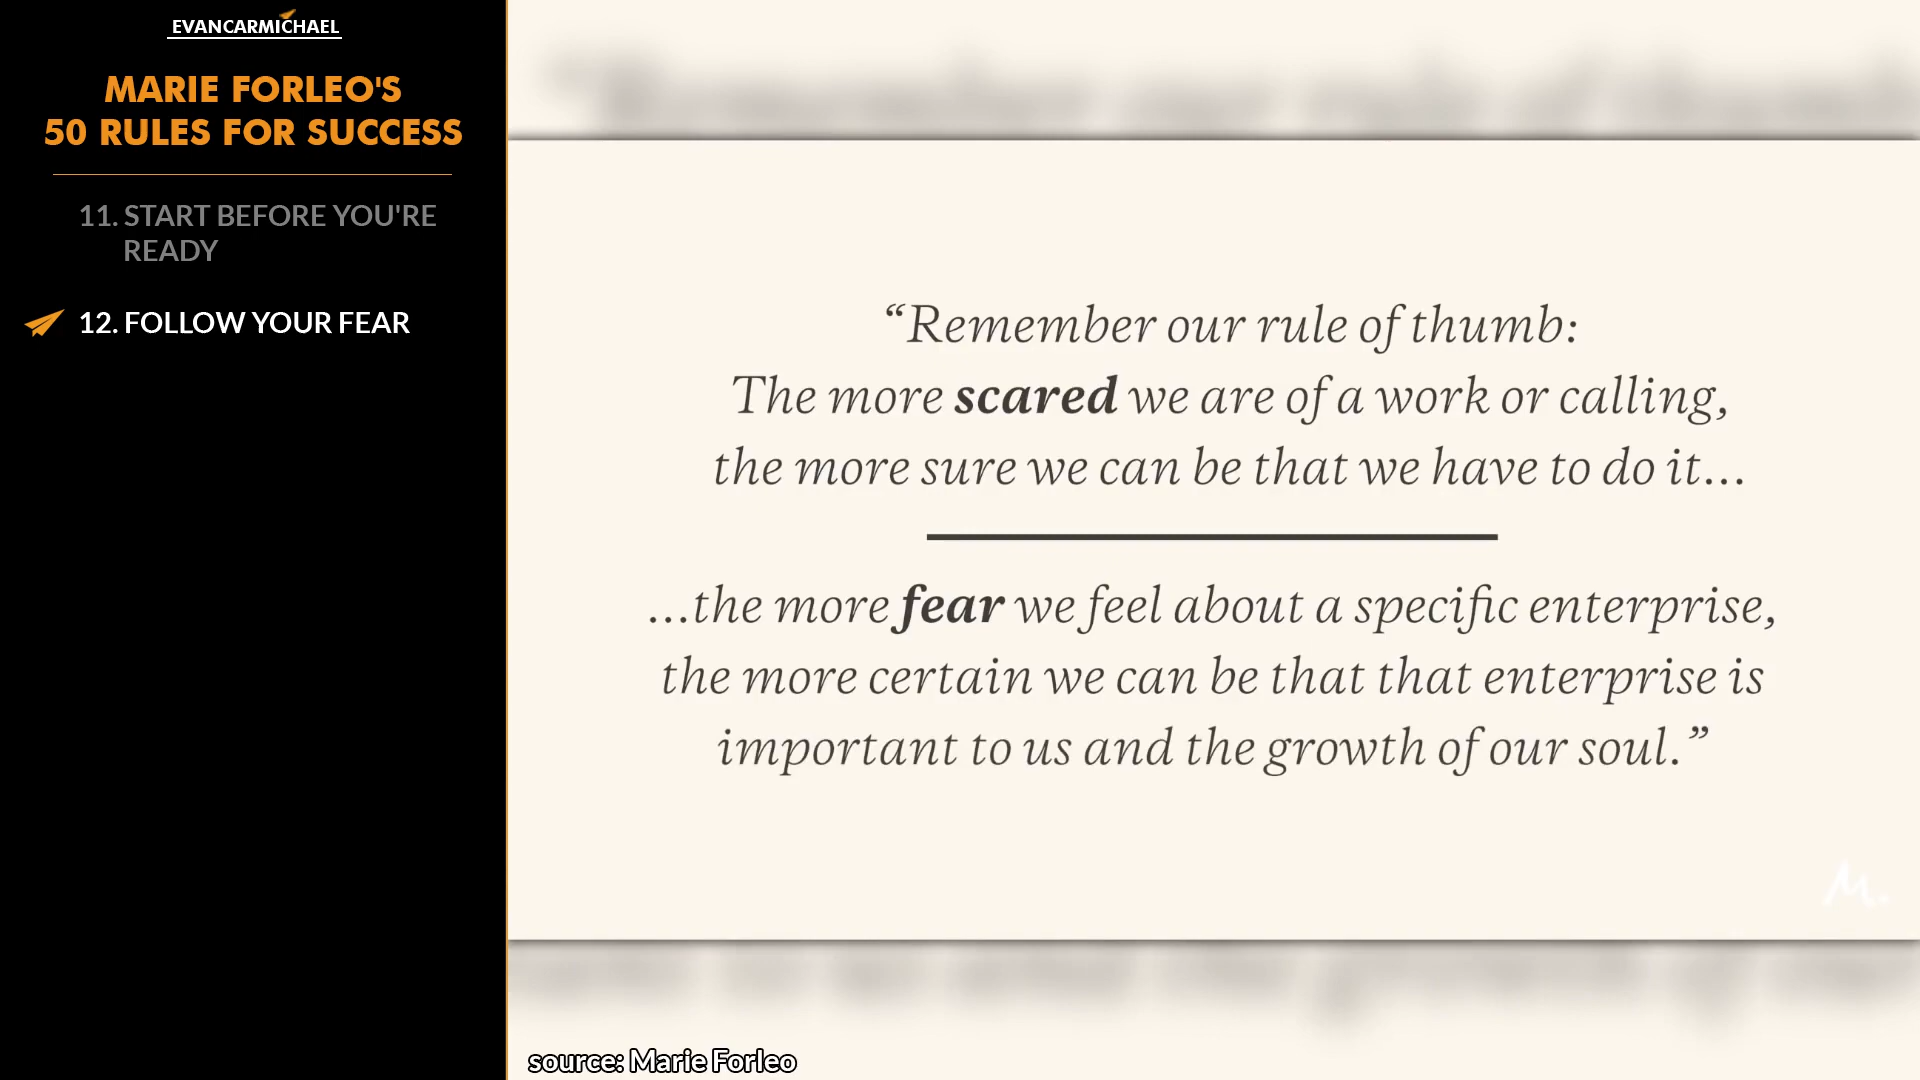 EVANCARMICHAEL
MARIE FORLEO'S
50 RULES FOR SUCCESS
11. START BEFORE YOU'RE
READY
12. FOLLOW YOUR FEAR
“Remember our rule of thumb:
The more scared we are of a work or calling,
the more sure we can be that we have to do it...
...the more fear we feel about a specific enterprise,
the more certain we can be that that enterprise is
important to us and the growth of our soul.”
M.
source: Marie Forleo